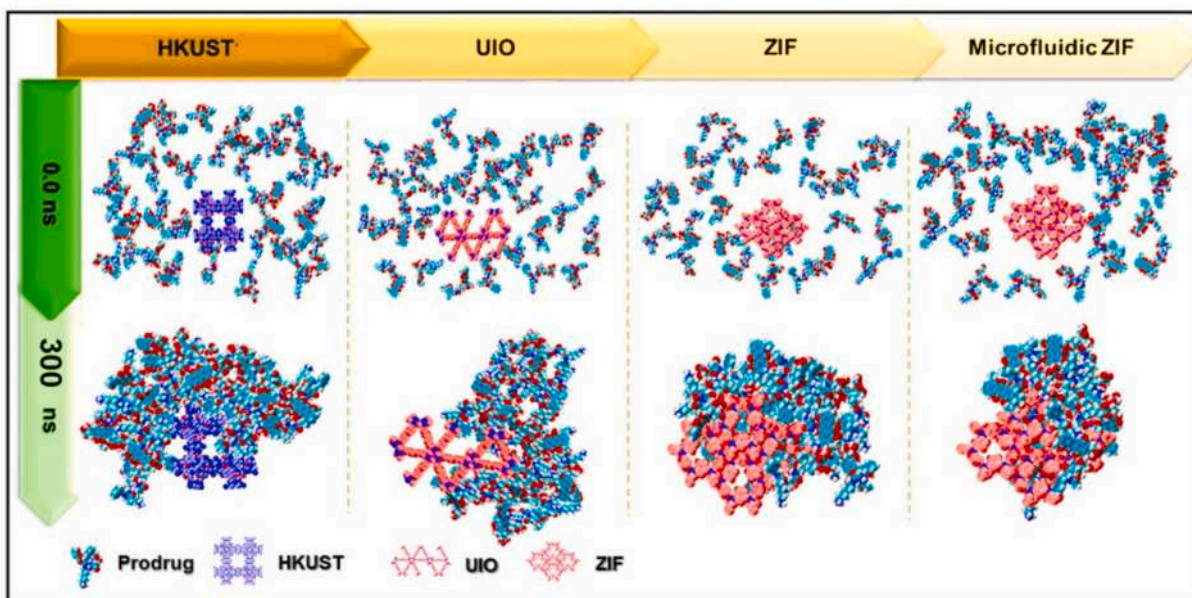 HKUST
UIO
ZIF
Microfluidic ZIF
0.0 ns
300 ns
Prodrug
HKUST
UIO
ZIF